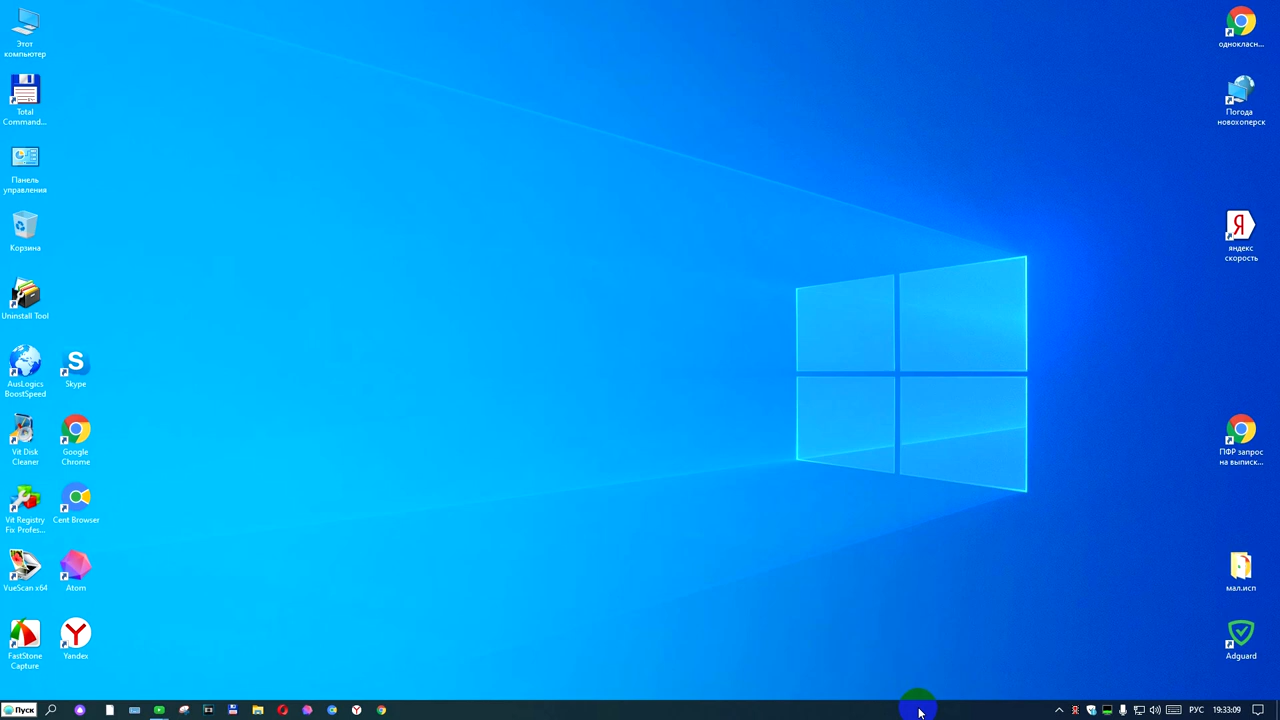 Этот
компьютер
Total
Command...
Панель
управления
Корзина
Uninstall Tool
AusLogics
BoostSpeed
Vit Disk
Cleaner
Vit Registry
Fix Profes...
VueScan x64
FastStone
Capture
Skype
Google
Chrome
Cent Browser
Atom
Yandex
однокласн...
Погода
новохоперск
яндекс
скорость
ПФР запрос
на выписк...
мал.исп
Adguard
Пуск
РУС
19:33:09